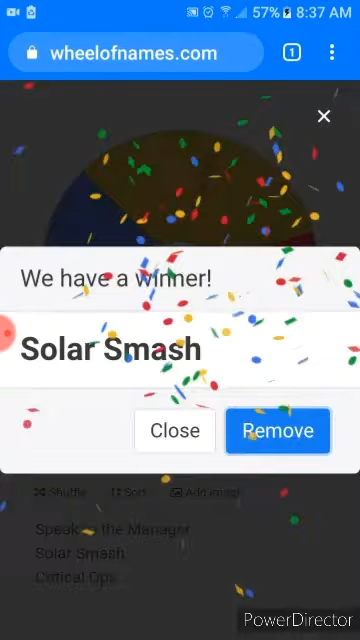 57% 8:37 AM
wheelofnames.com
1
We have a winner!
Solar Smash
Close
Remove
Shuffle Sort Add image
Speak to the Manager
Solar Smash
Critical Ops
PowerDirector